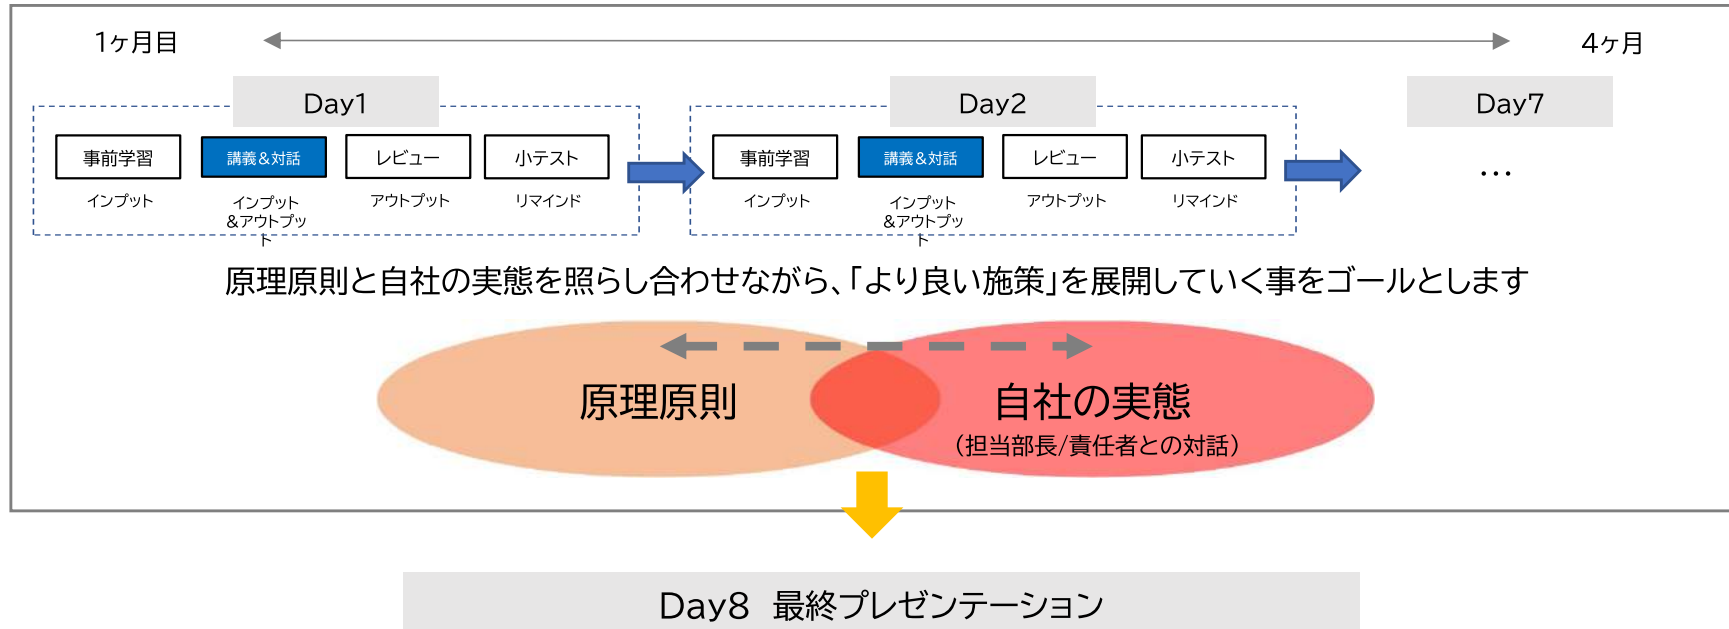 1ヶ月目
4ヶ月
Day1
Day2
Day7
事前学習
講義&対話
レビュー
小テスト
インプット
インプット
&アウトプッ
ト
アウトプット
リマインド
事前学習
講義&対話
レビュー
小テスト
インプット
インプット
&アウトプッ
ト
アウトプット
リマインド
…
原理原則と自社の実態を照らし合わせながら、「より良い施策」を展開していく事をゴールとします
原理原則
自社の実態
(担当部長/責任者との対話)
Day8 最終プレゼンテーション